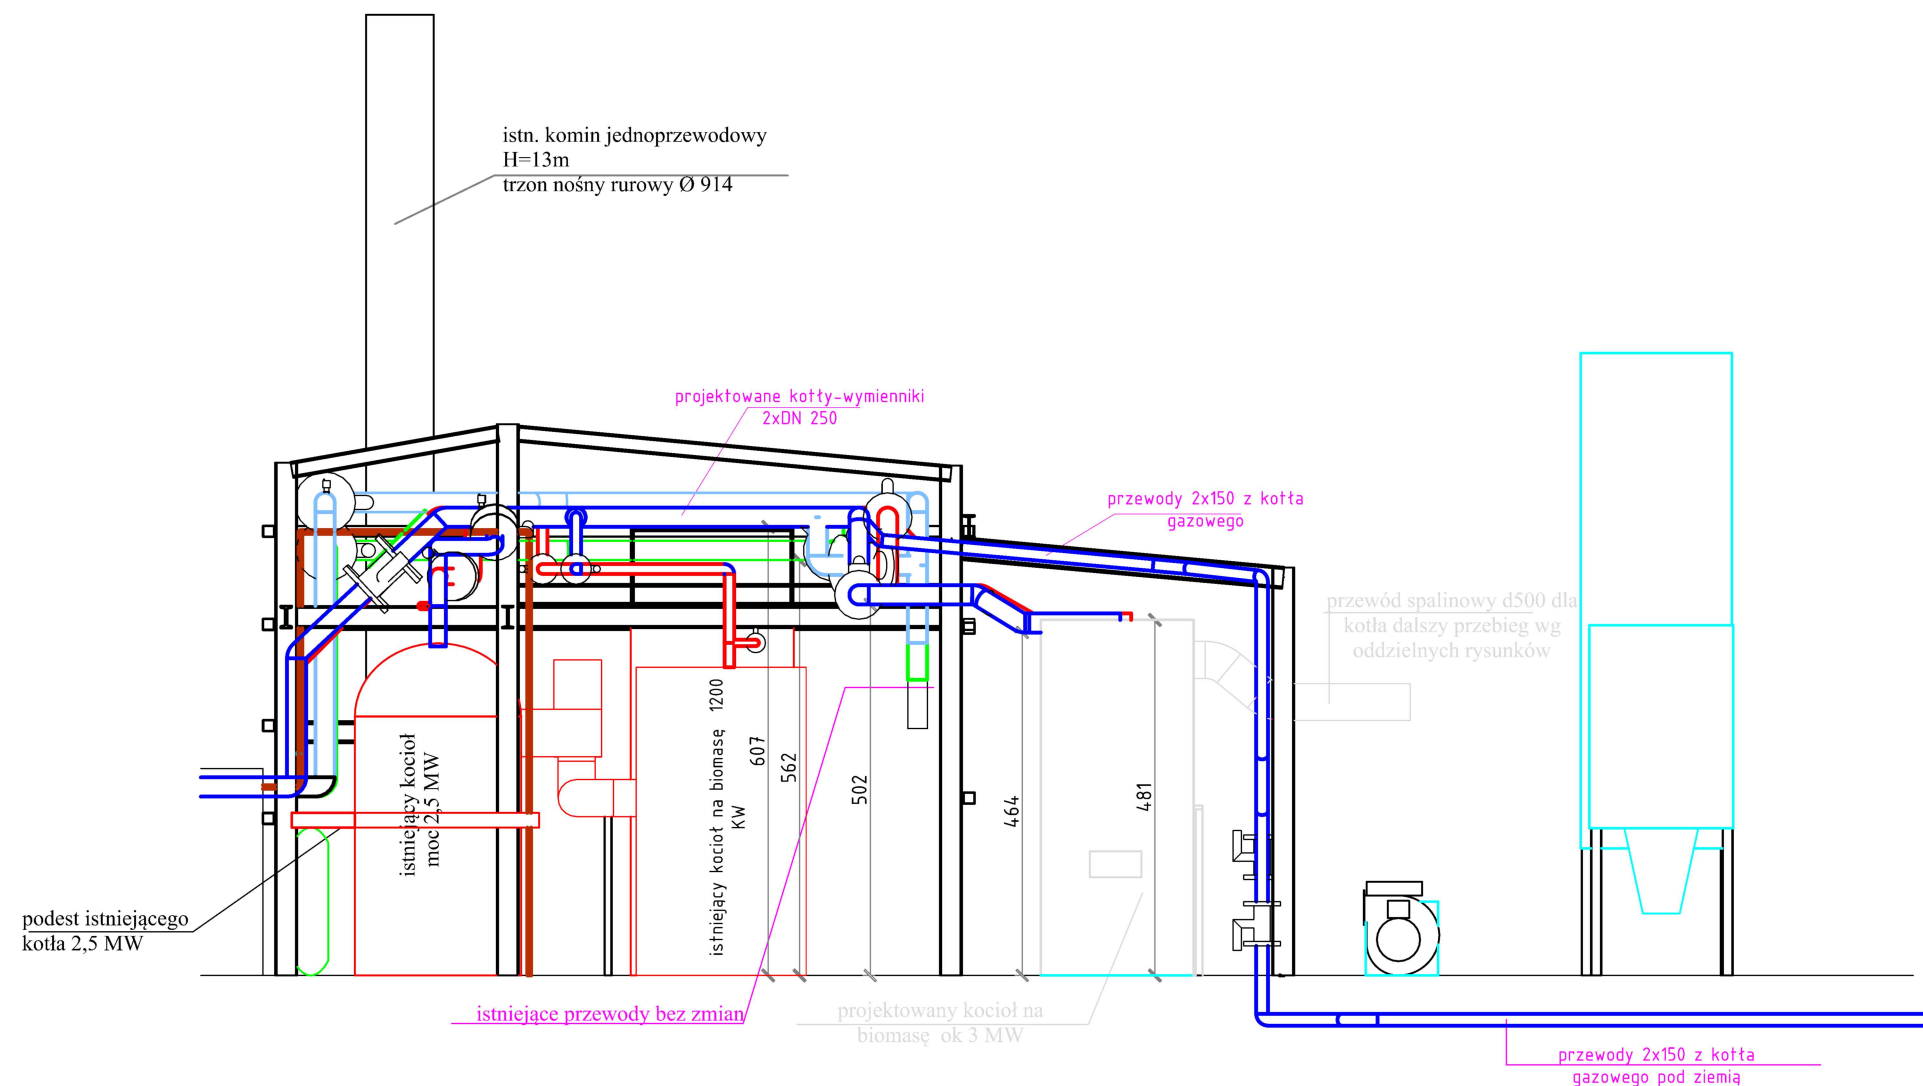 istn. komin jednoprzewodowy
H=13m
trzon nośny rurowy Ø 914
projektowane kotły-wymienniki
2xDN 250
przewody 2x150 z kotła
gazowego
przewód spalinowy d500 dla
kotła dalszy przebieg wg
oddzielnych rysunków
istniejący kocioł
moc 2,5 MW
istniejący kocioł na biomasę 1200
KW
607
562
502
464
481
podest istniejącego
kotła 2,5 MW
istniejące przewody bez zmian
projektowany kocioł na
biomasę ok 3 MW
przewody 2x150 z kotła
gazowego pod ziemią